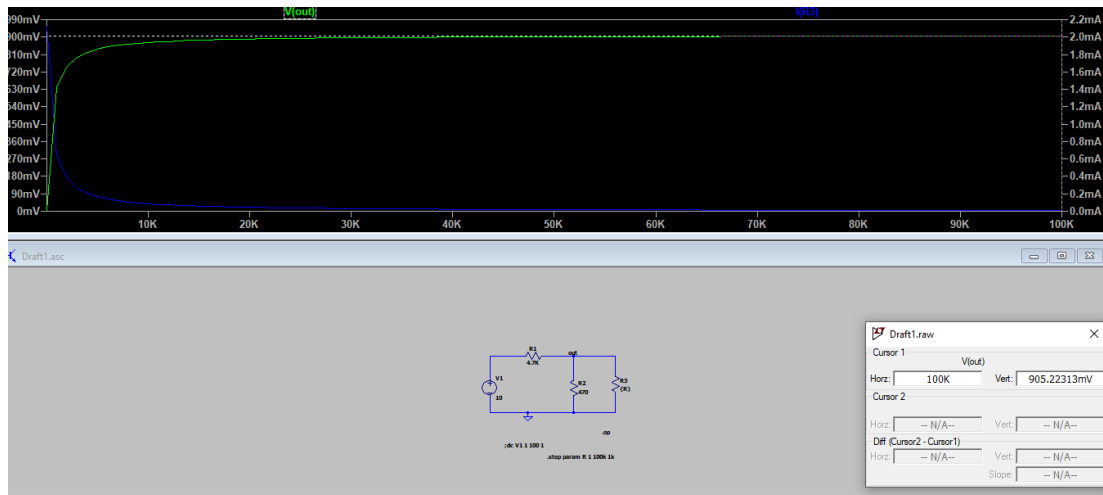 V(out) I(R3)
990mV 2.2mA
900mV 2.0mA
810mV 1.8mA
720mV 1.6mA
630mV 1.4mA
540mV 1.2mA
450mV 1.0mA
360mV 0.8mA
270mV 0.6mA
180mV 0.4mA
90mV 0.2mA
0mV 0.0mA
10K 20K 30K 40K 50K 60K 70K 80K 90K 100K
Draft1.asc
R1
4.7K
out
V1
10
R2
470
R3
{R}
.op
;dc V1 1 100 1
.step param R 1 100k 1k
Draft1.raw
Cursor 1
V(out)
Horz: 100K Vert: 905.22313mV
Cursor 2
Horz: -- N/A-- Vert: -- N/A--
Diff (Cursor2 - Cursor1)
Horz: -- N/A-- Vert: -- N/A--
Slope: -- N/A--